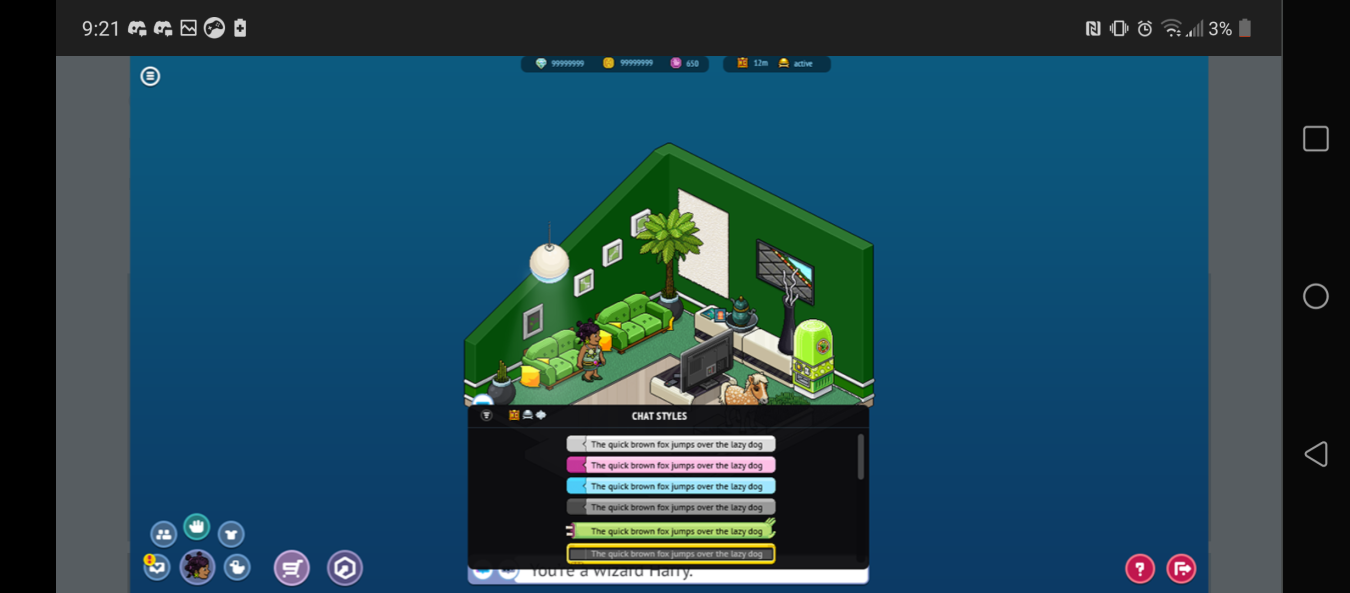 9:21
3%
99999999 99999999 650 12m active
CHAT STYLES
The quick brown fox jumps over the lazy dog
The quick brown fox jumps over the lazy dog
The quick brown fox jumps over the lazy dog
The quick brown fox jumps over the lazy dog
The quick brown fox jumps over the lazy dog
The quick brown fox jumps over the lazy dog
You're a wizard Harry.
?